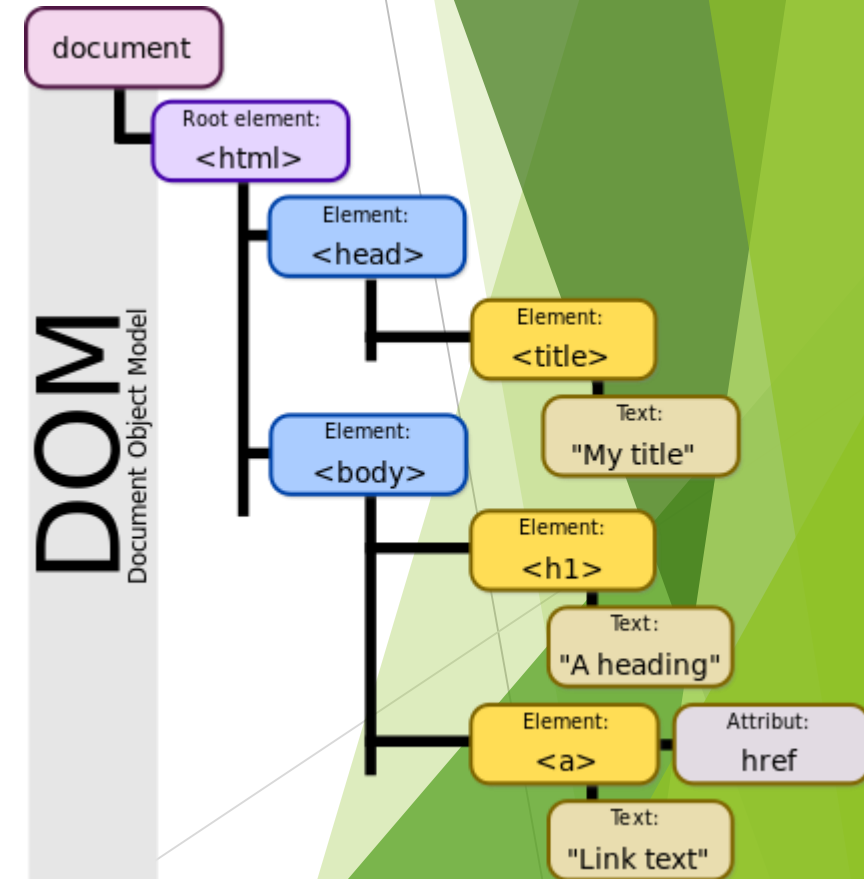 document
Root element:
<html>
Element:
<head>
Element:
<title>
Text:
"My title"
Element:
<body>
Element:
<h1>
Text:
"A heading"
Element:
<a>
Attribut:
href
Text:
"Link text"
DOM
Document Object Model